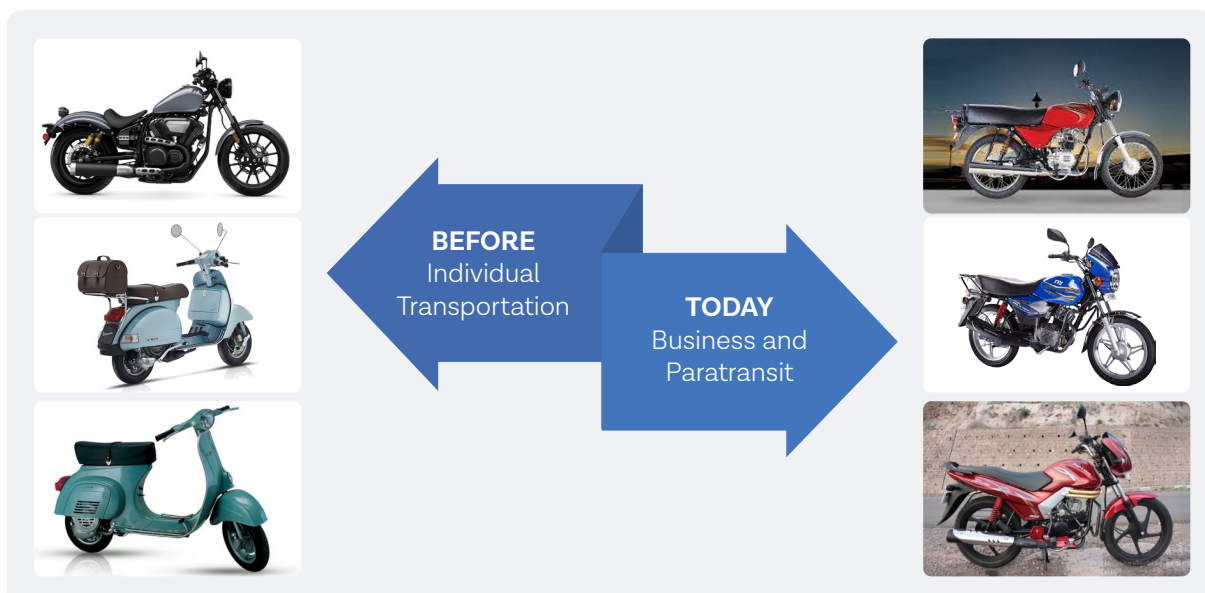 BEFORE
Individual
Transportation
TODAY
Business and
Paratransit